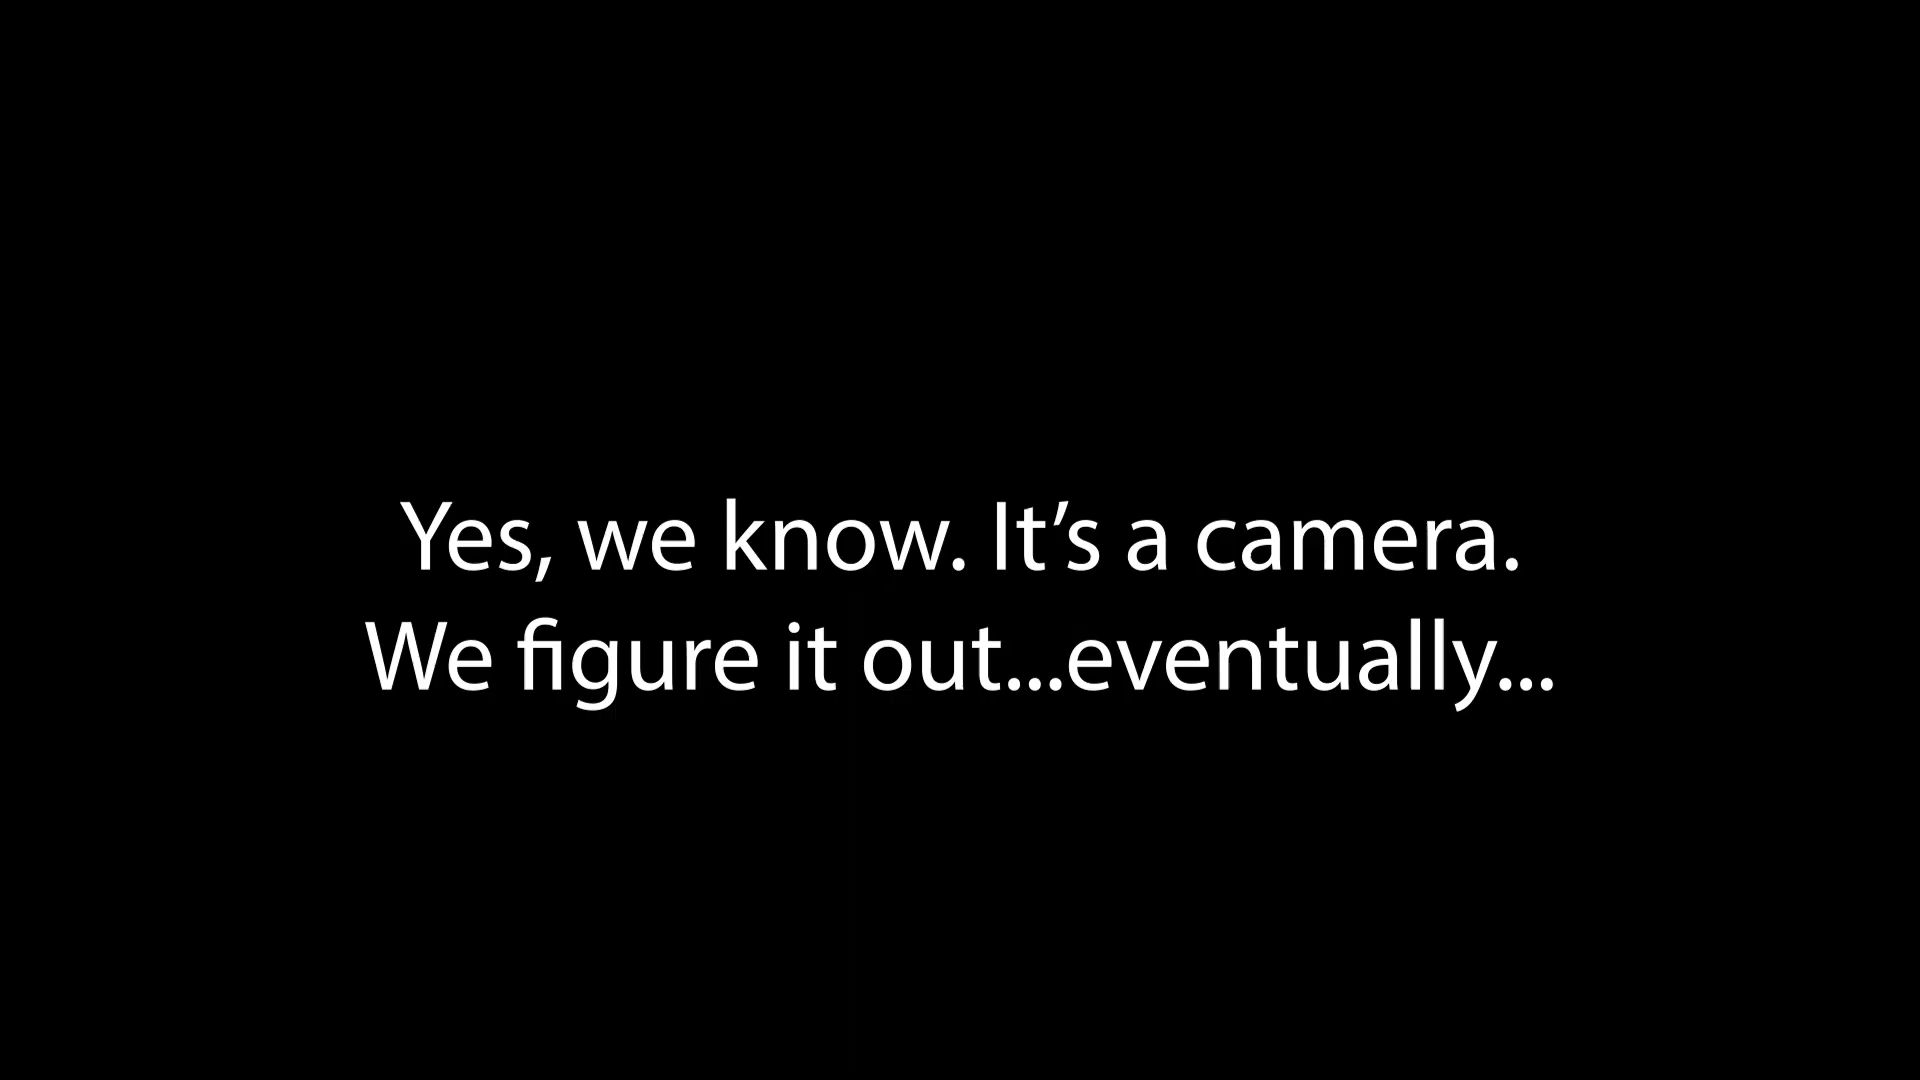 Yes, we know. It’s a camera.
We figure it out...eventually...